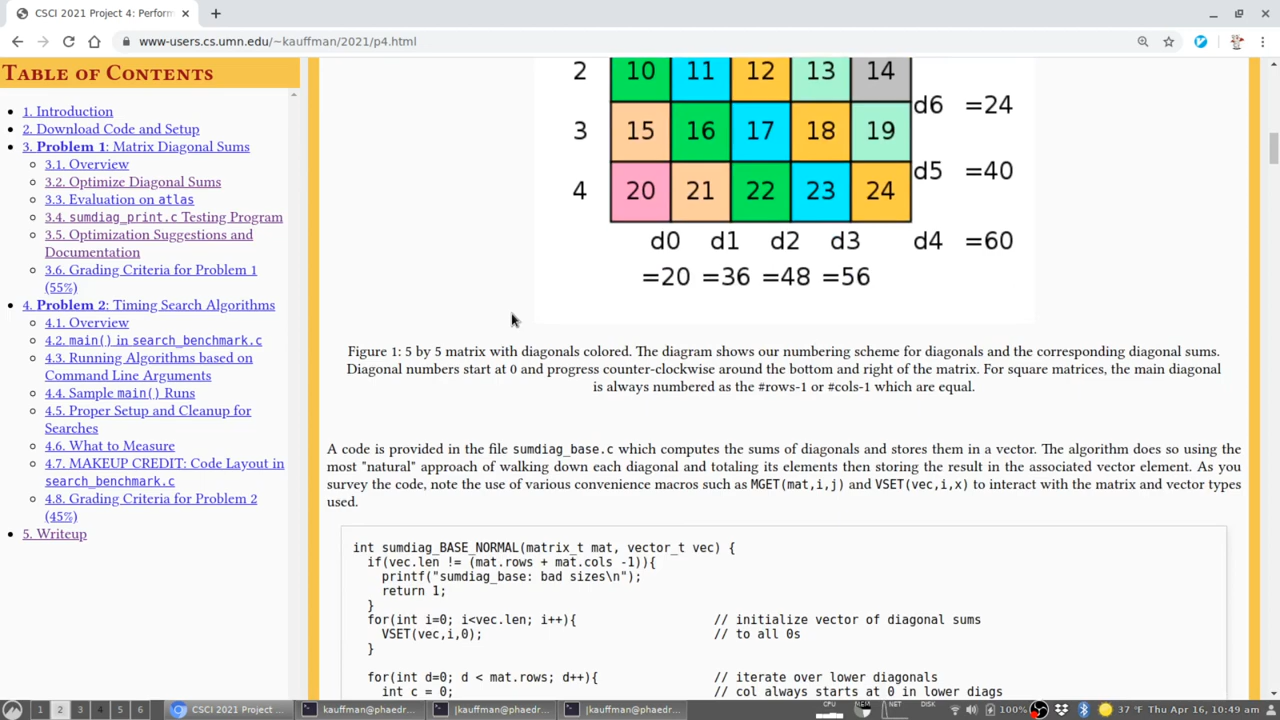 CSCI 2021 Project 4: Perform
www-users.cs.umn.edu/~kauffman/2021/p4.html
Table of Contents
1. Introduction
2. Download Code and Setup
3. Problem 1: Matrix Diagonal Sums
3.1. Overview
3.2. Optimize Diagonal Sums
3.3. Evaluation on atlas
3.4. sumdiag_print.c Testing Program
3.5. Optimization Suggestions and
Documentation
3.6. Grading Criteria for Problem 1
(55%)
4. Problem 2: Timing Search Algorithms
4.1. Overview
4.2. main() in search_benchmark.c
4.3. Running Algorithms based on
Command Line Arguments
4.4. Sample main() Runs
4.5. Proper Setup and Cleanup for
Searches
4.6. What to Measure
4.7. MAKEUP CREDIT: Code Layout in
search_benchmark.c
4.8. Grading Criteria for Problem 2
(45%)
5. Writeup
2 10 11 12 13 14
d6 =24
3 15 16 17 18 19
d5 =40
4 20 21 22 23 24
d0 d1 d2 d3 d4 =60
=20 =36 =48 =56
Figure 1: 5 by 5 matrix with diagonals colored. The diagram shows our numbering scheme for diagonals and the corresponding diagonal sums.
Diagonal numbers start at 0 and progress counter-clockwise around the bottom and right of the matrix. For square matrices, the main diagonal
is always numbered as the #rows-1 or #cols-1 which are equal.
A code is provided in the file sumdiag_base.c which computes the sums of diagonals and stores them in a vector. The algorithm does so using the
most "natural" approach of walking down each diagonal and totaling its elements then storing the result in the associated vector element. As you
survey the code, note the use of various convenience macros such as MGET(mat,i,j) and VSET(vec,i,x) to interact with the matrix and vector types
used.
int sumdiag_BASE_NORMAL(matrix_t mat, vector_t vec) {
if(vec.len != (mat.rows + mat.cols -1)){
printf("sumdiag_base: bad sizes\n");
return 1;
}
for(int i=0; i<vec.len; i++){ // initialize vector of diagonal sums
VSET(vec,i,0); // to all 0s
}
for(int d=0; d < mat.rows; d++){ // iterate over lower diagonals
int c = 0; // col always starts at 0 in lower diags
1 2 3 4 5 6 CSCI 2021 Project ... kauffman@phaedr... [kauffman@phaed... [kauffman@phaed... CPU MEM NET DISK 100% 37 °F Thu Apr 16, 10:49 am